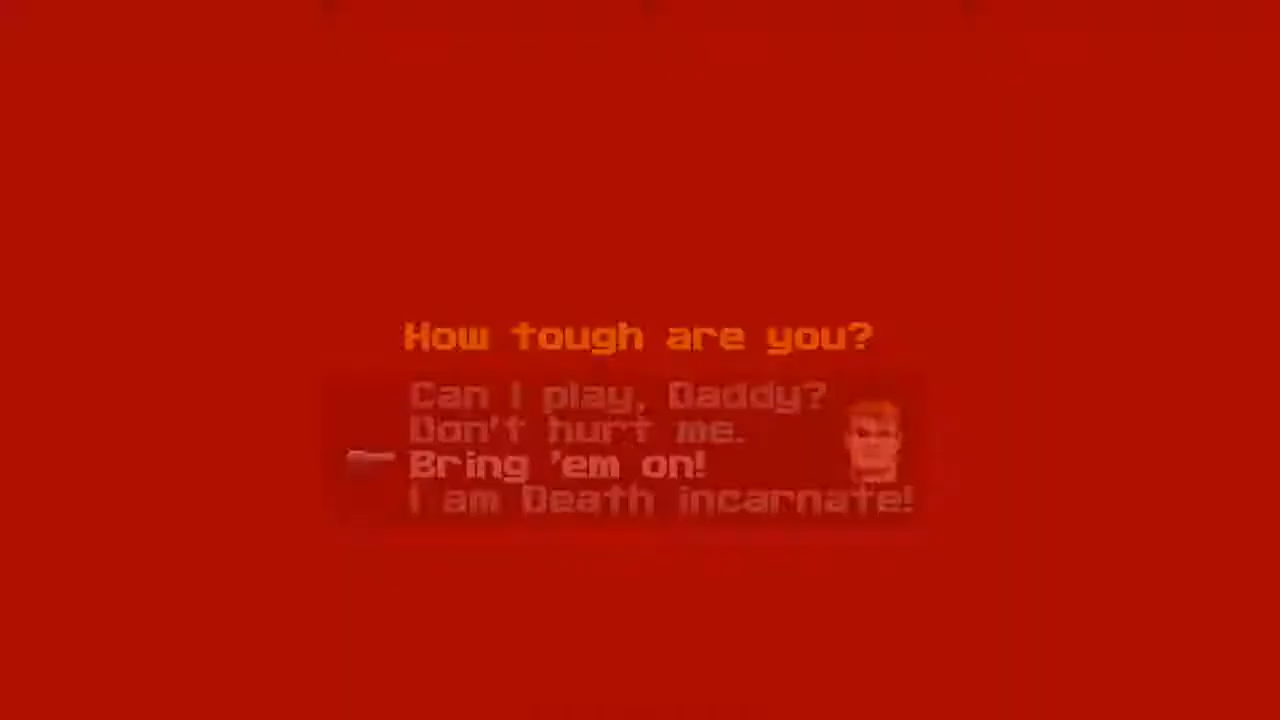 How tough are you?
Can I play, Daddy?
Don't hurt me.
Bring 'em on!
I am Death incarnate!